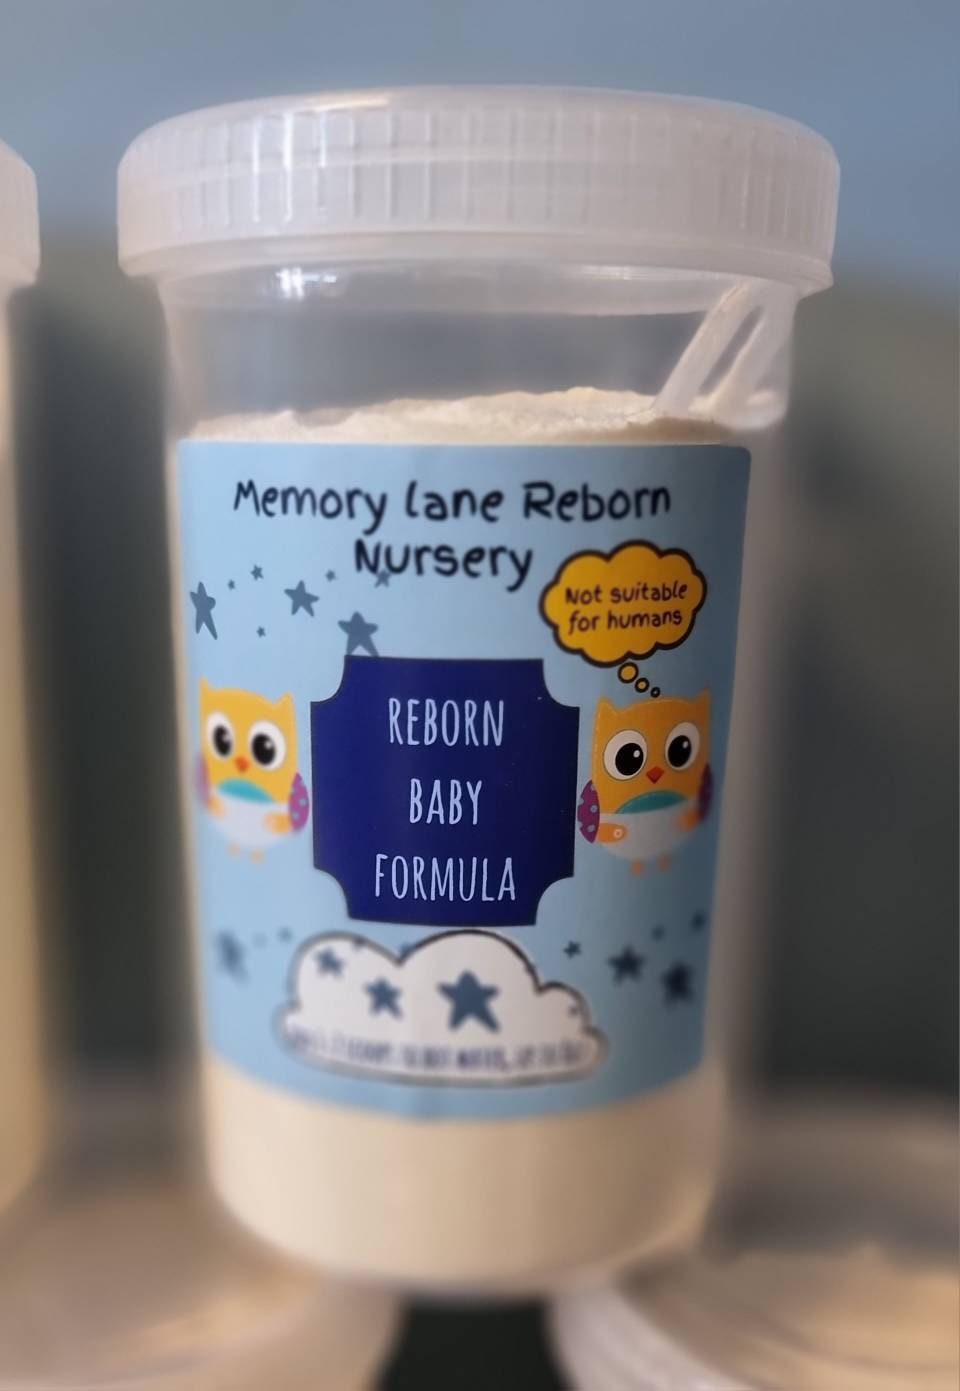 Memory lane Reborn
Nursery
Not suitable
for humans
REBORN
BABY
FORMULA